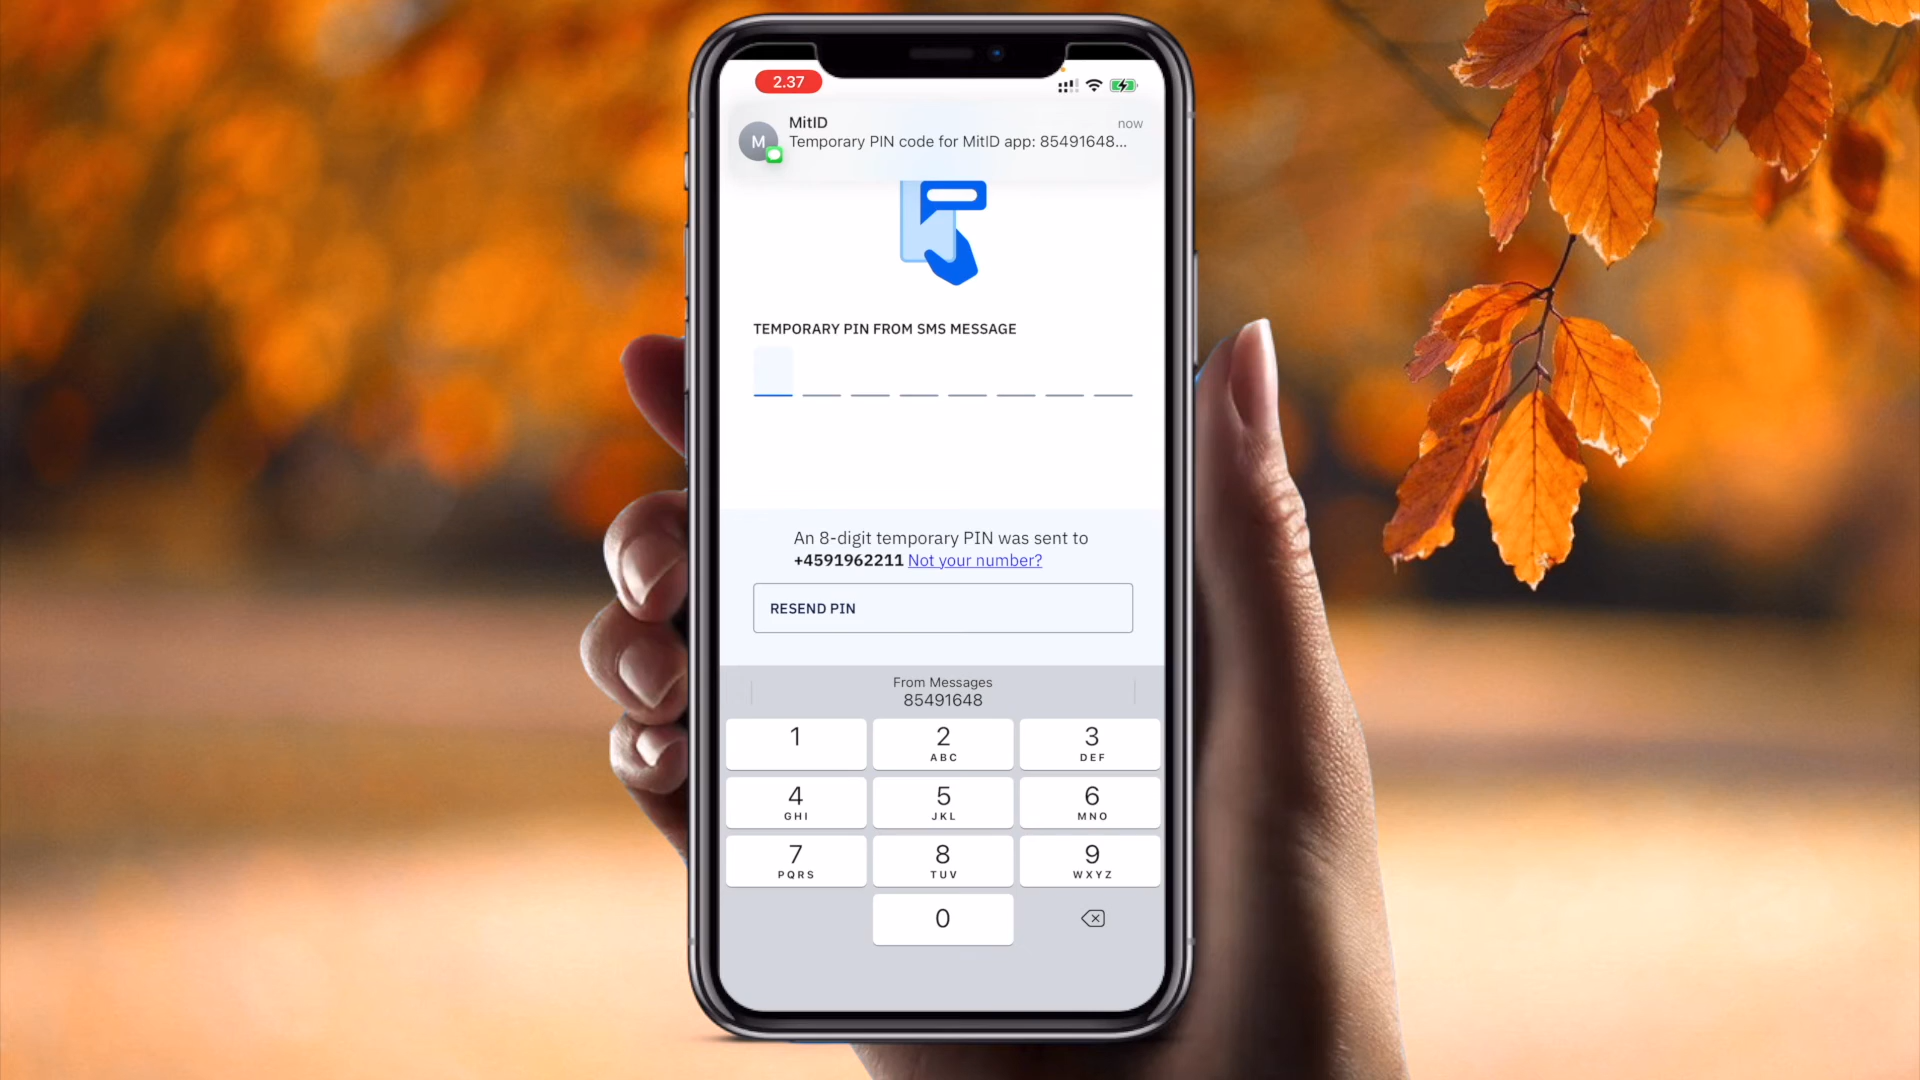 2.37
M
MitID
now
Temporary PIN code for MitID app: 85491648...
TEMPORARY PIN FROM SMS MESSAGE
An 8-digit temporary PIN was sent to
+4591962211 Not your number?
RESEND PIN
From Messages
85491648
1
2
3
ABC
DEF
4
5
6
GHI
JKL
MNO
7
8
9
PQRS
TUV
WXYZ
0